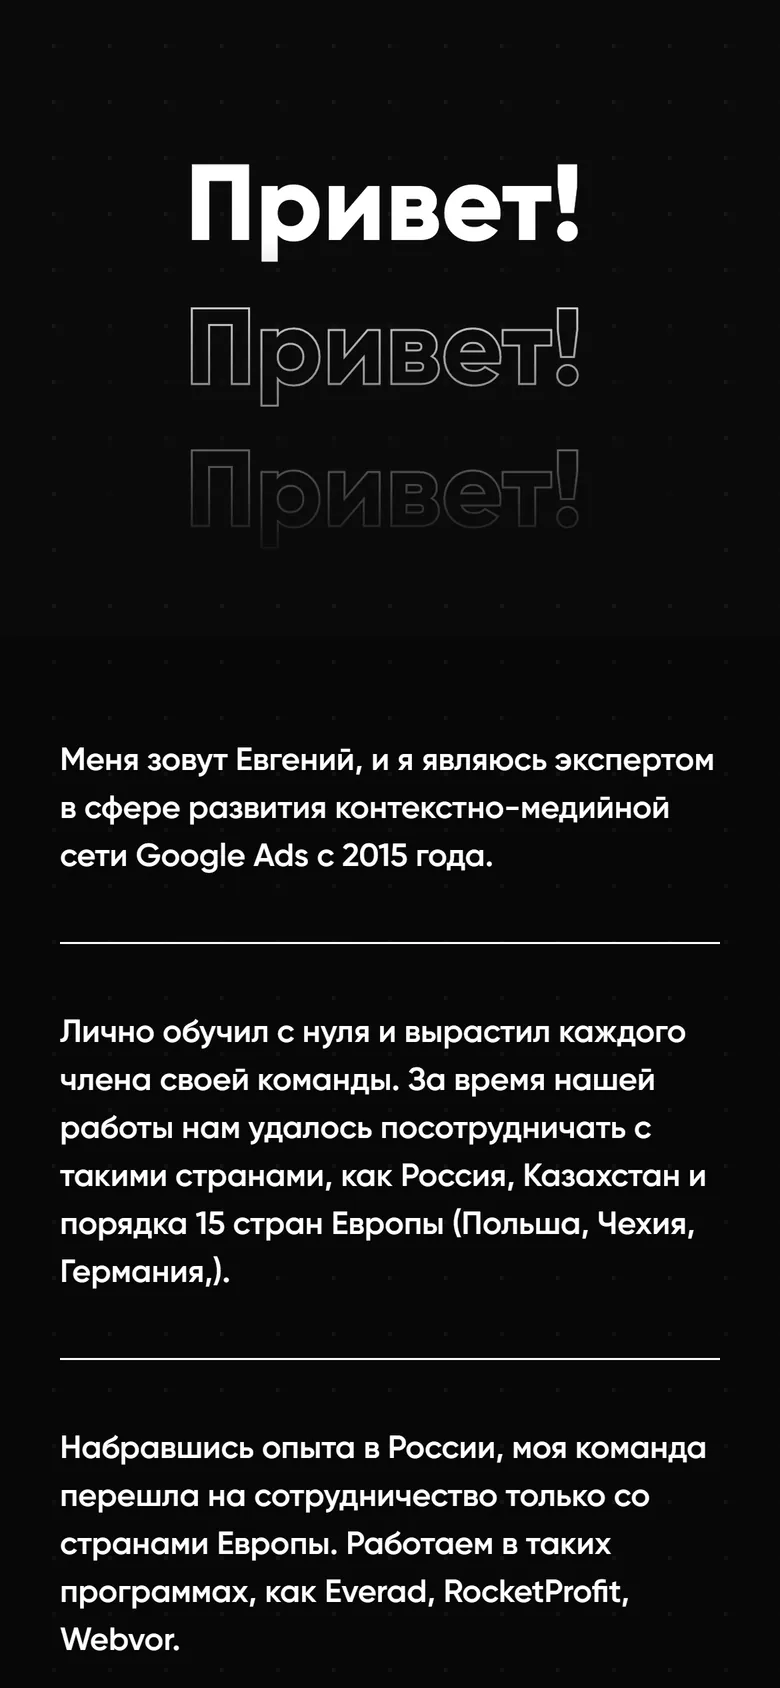 Привет!
Привет!
Привет!
Меня зовут Евгений, и я являюсь экспертом
в сфере развития контекстно-медийной
сети Google Ads с 2015 года.
Лично обучил с нуля и вырастил каждого
члена своей команды. За время нашей
работы нам удалось посотрудничать с
такими странами, как Россия, Казахстан и
порядка 15 стран Европы (Польша, Чехия,
Германия,).
Набравшись опыта в России, моя команда
перешла на сотрудничество только со
странами Европы. Работаем в таких
программах, как Everad, RocketProfit,
Webvor.